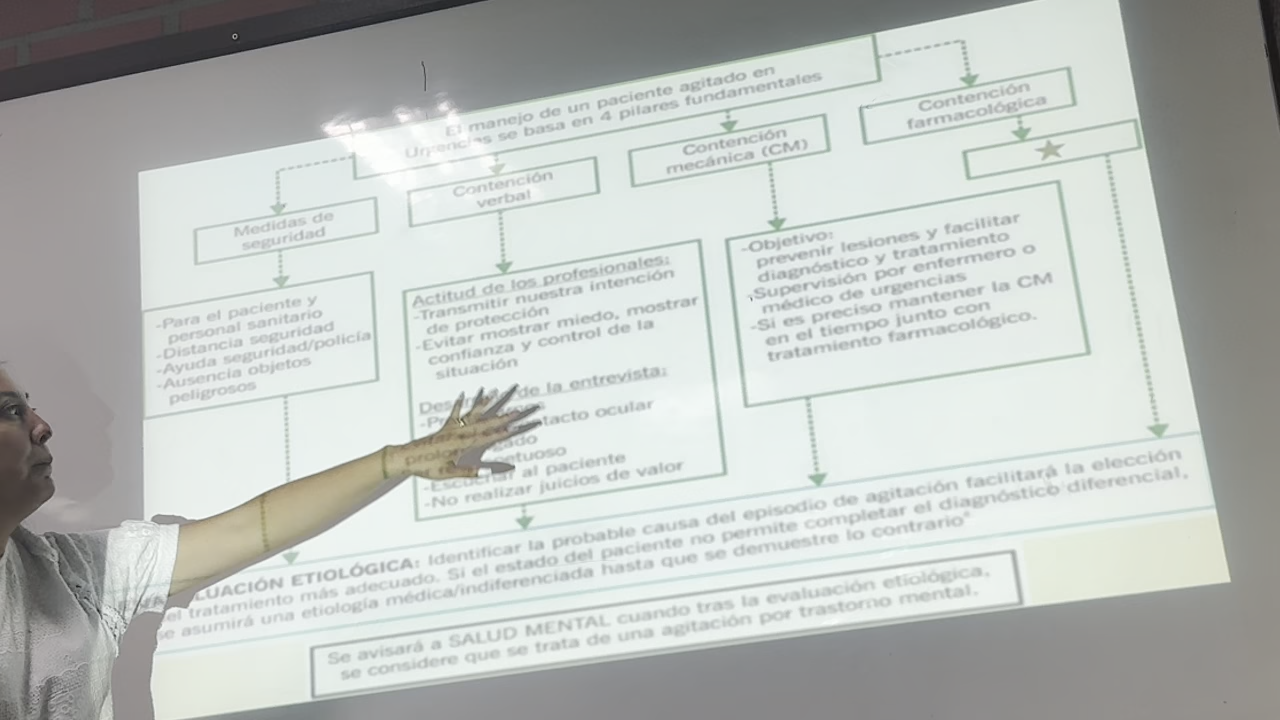 El manejo de un paciente agitado en
se basa en 4 pilares fundamentales
Medidas de
seguridad
-Para el paciente y
personal sanitario
-Distancia seguridad
-Ayuda seguridad/policía
-Ausencia objetos
peligrosos
Contención
verbal
Actitud de los profesionales:
-Transmitir nuestra intención
de protección
-Evitar mostrar miedo, mostrar
confianza y control de la
situación
de la entrevista:
ocular
-Escuchar al paciente
-No realizar juicios de valor
Contención
mecánica (CM)
-Objetivo:
prevenir lesiones y facilitar
diagnóstico y tratamiento
-Supervisión por enfermero o
médico de urgencias
-Si es preciso mantener la CM
en el tiempo junto con
tratamiento farmacológico.
Contención
farmacológica
ETIOLÓGICA: Identificar la probable causa del episodio de agitación facilitará la elección
del tratamiento más adecuado. Si el estado del paciente no permite completar el diagnóstico diferencial,
se asumirá una etiología médica/indiferenciada hasta que se demuestre lo contrario
Se avisará a SALUD MENTAL cuando tras la evaluación etiológica,
se considere que se trata de una agitación por trastorno mental.